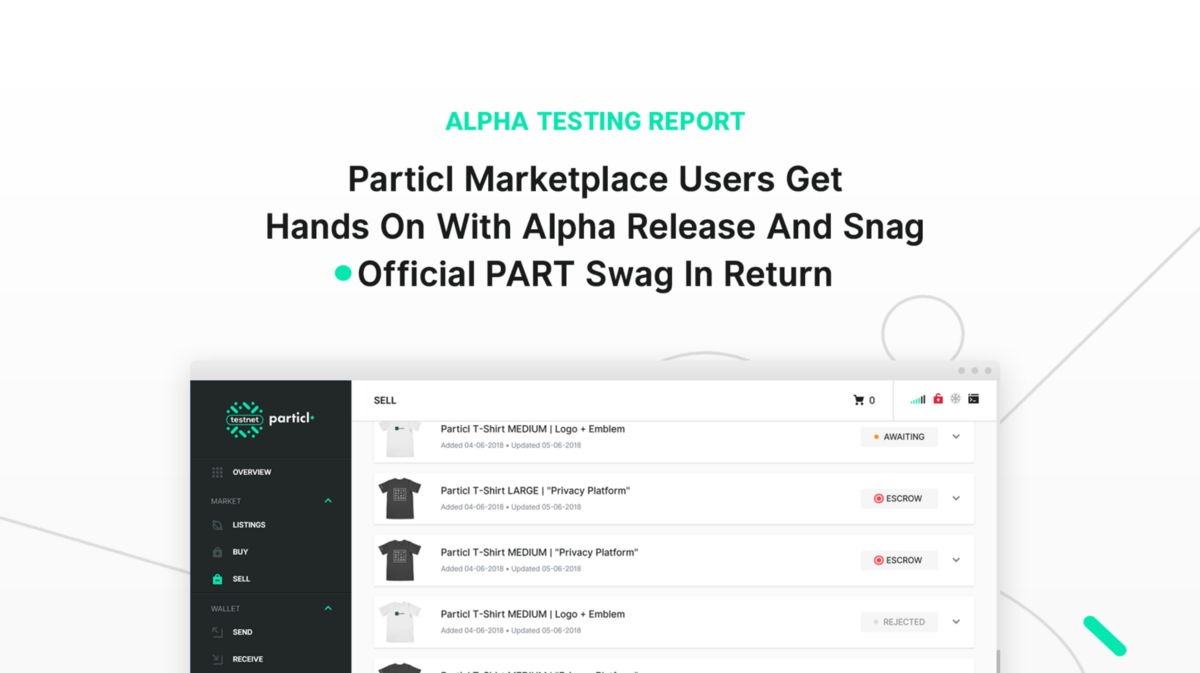 ALPHA TESTING REPORT
Particl Marketplace Users Get
Hands On With Alpha Release And Snag
Official PART Swag In Return
testnet particl
SELL
0
OVERVIEW
MARKET
LISTINGS
BUY
SELL
WALLET
SEND
RECEIVE
Particl T-Shirt MEDIUM | Logo + Emblem
Added 04-06-2018 • Updated 05-06-2018
AWAITING
Particl T-Shirt LARGE | "Privacy Platform"
Added 04-06-2018 • Updated 05-06-2018
ESCROW
Particl T-Shirt MEDIUM | "Privacy Platform"
Added 04-06-2018 • Updated 05-06-2018
ESCROW
Particl T-Shirt MEDIUM | Logo + Emblem
Added 04-06-2018 • Updated 05-06-2018
REJECTED